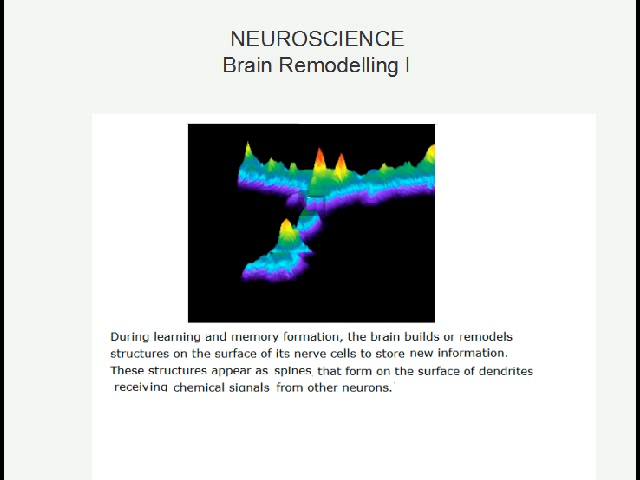 NEUROSCIENCE
Brain Remodelling I
During learning and memory formation, the brain builds or remodels
structures on the surface of its nerve cells to store new information.
These structures appear as spines, that form on the surface of dendrites
receiving chemical signals from other neurons.